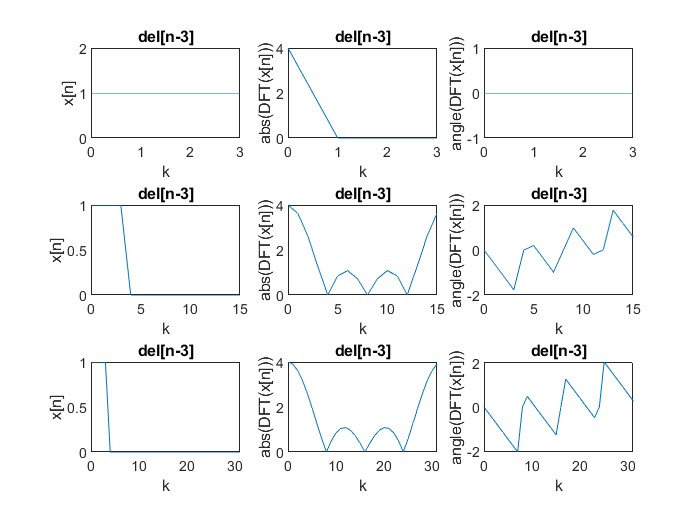 del[n-3] del[n-3] del[n-3]
x[n] 2 1 0 abs(DFT(x[n])) 4 2 0 angle(DFT(x[n])) 1 0 -1
0 1 2 3 0 1 2 3 0 1 2 3
k k k
del[n-3] del[n-3] del[n-3]
x[n] 1 0.5 0 abs(DFT(x[n])) 4 2 0 angle(DFT(x[n])) 2 0 -2
0 5 10 15 0 5 10 15 0 5 10 15
k k k
del[n-3] del[n-3] del[n-3]
x[n] 1 0.5 0 abs(DFT(x[n])) 4 2 0 angle(DFT(x[n])) 2 0 -2
0 10 20 30 0 10 20 30 0 10 20 30
k k k